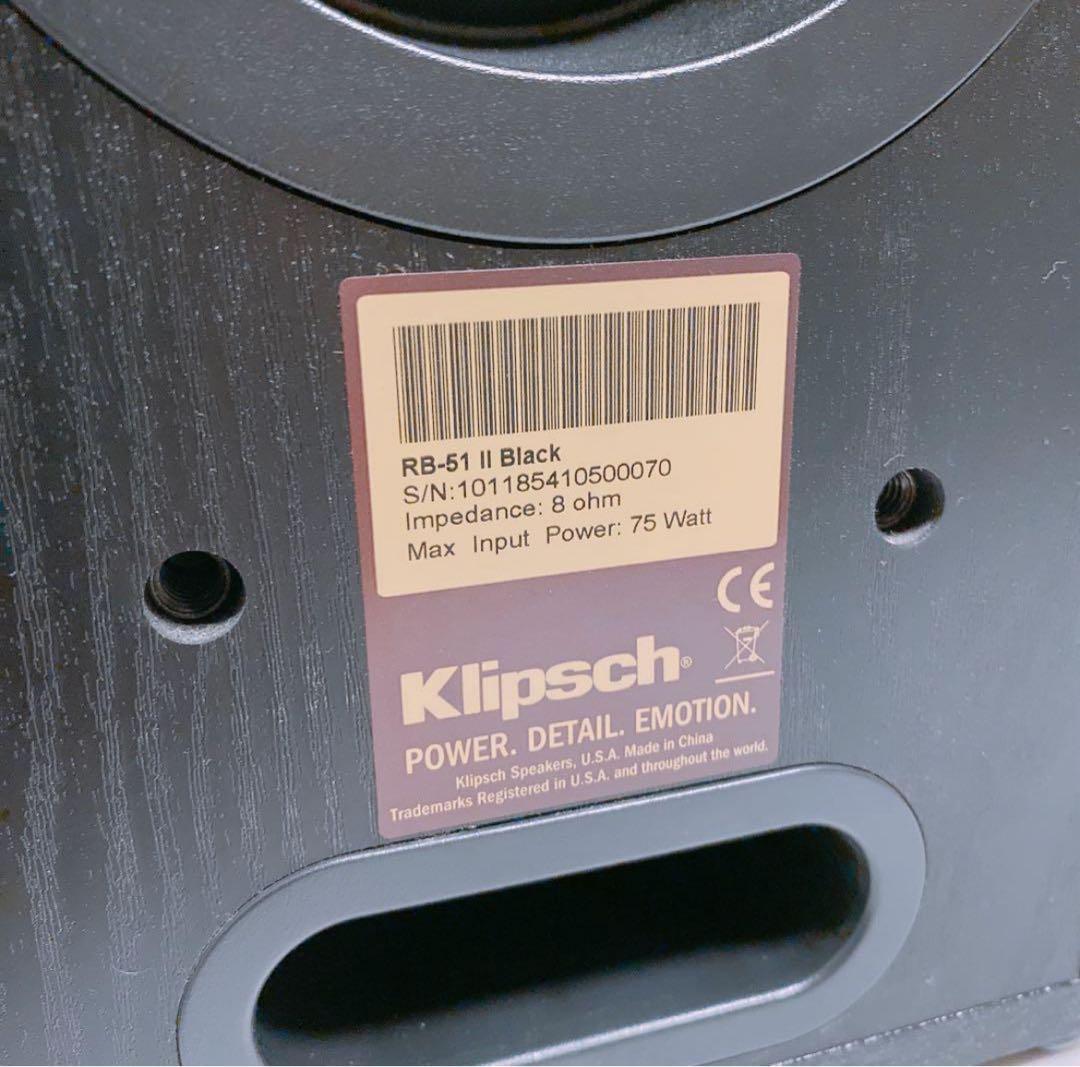 RB-51 II Black
S/N:101185410500070
Impedance: 8 ohm
Max Input Power: 75 Watt
CE
Klipsch®
POWER. DETAIL. EMOTION.
Klipsch Speakers, U.S.A. Made in China
Trademarks Registered in U.S.A. and throughout the world.